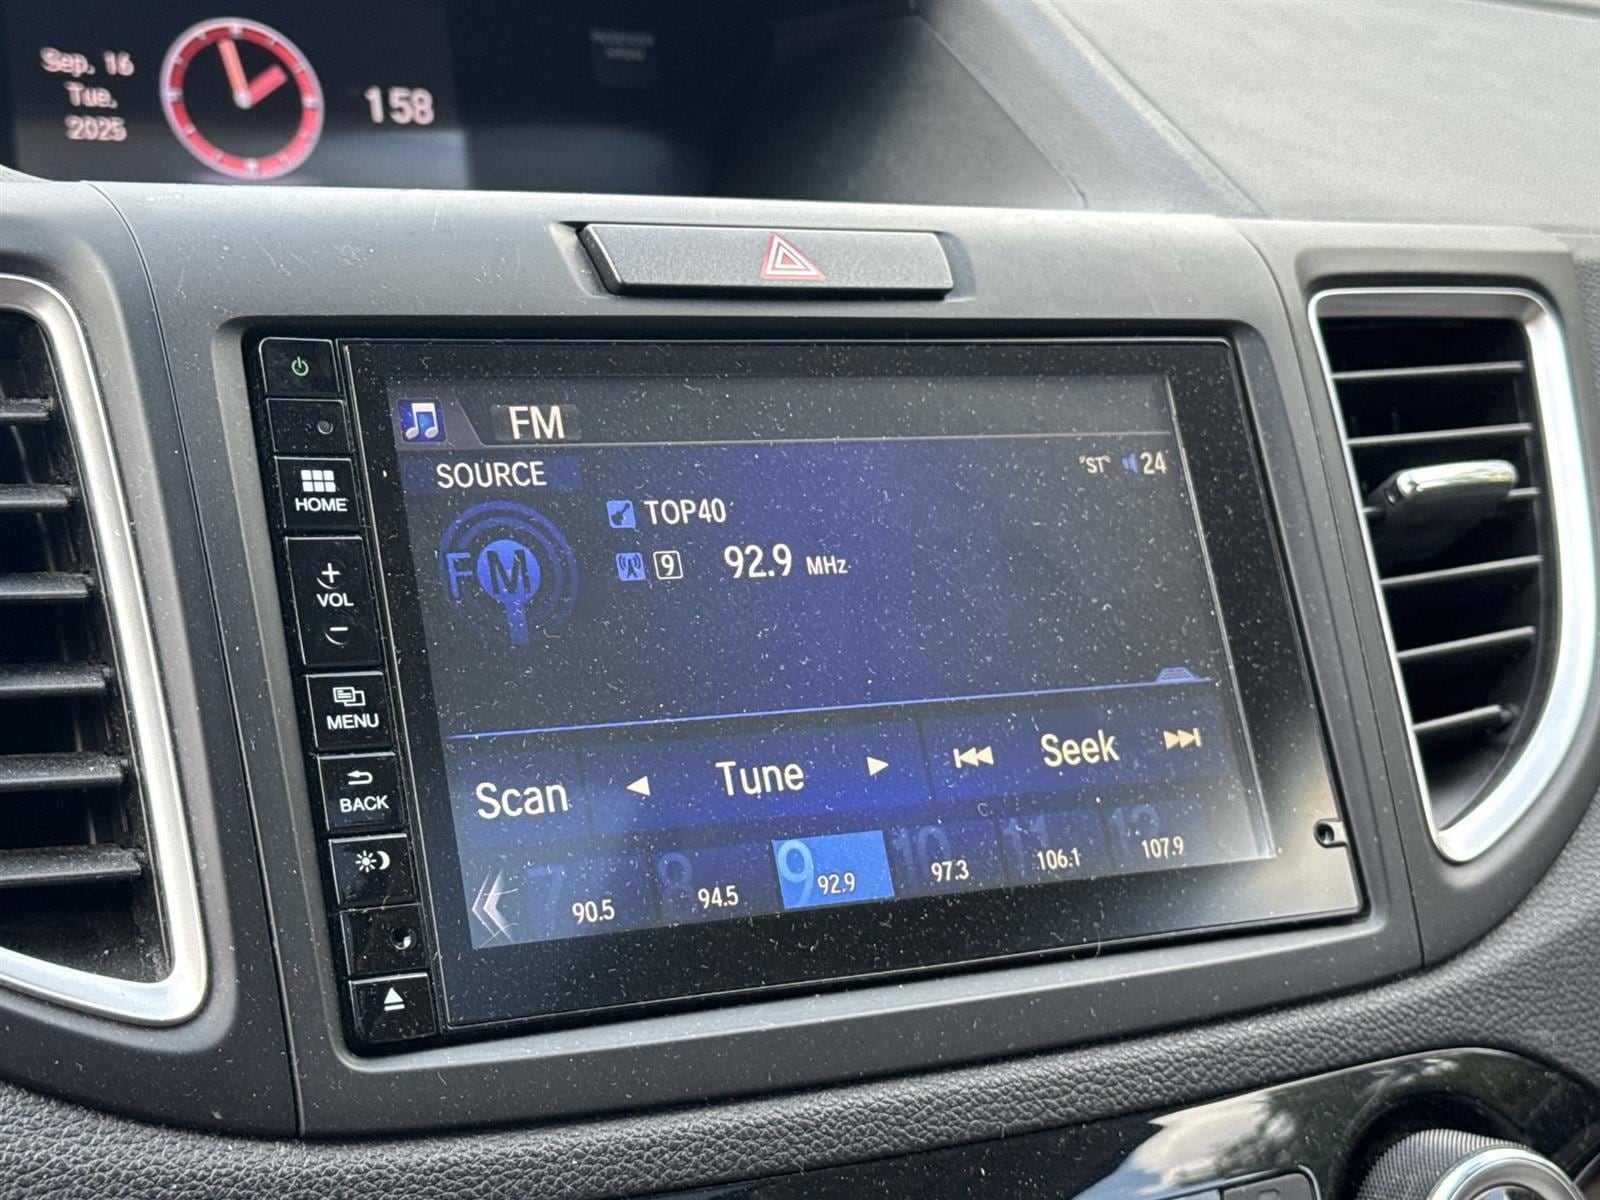 Sep. 16
Tue.
2025
158
FM
SOURCE
"ST" 24
TOP40
9 92.9 MHz
FM
HOME
+
VOL
−
MENU
BACK
Scan Tune Seek
7 90.5
8 94.5
9 92.9
10 97.3
11 106.1
12 107.9